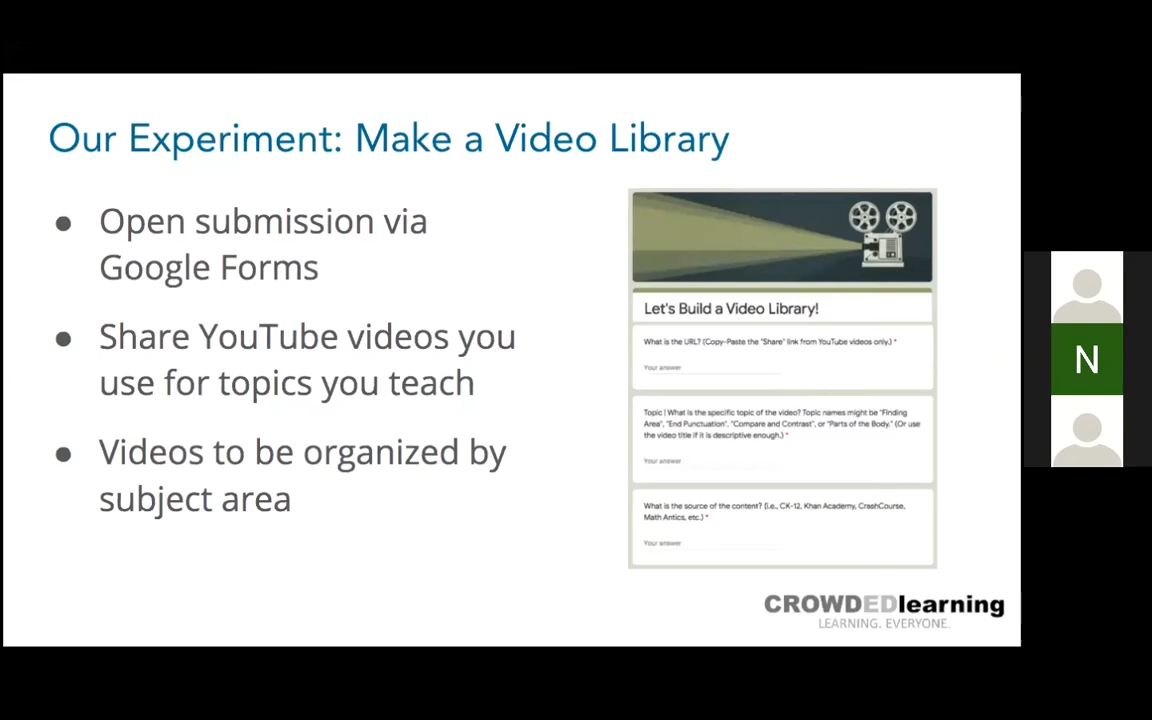 Our Experiment: Make a Video Library
● Open submission via
Google Forms
● Share YouTube videos you
use for topics you teach
● Videos to be organized by
subject area
Let's Build a Video Library!
What is the URL? (Copy-Paste the "Share" link from YouTube videos only.) *
Your answer
Topic | What is the specific topic of the video? Topic names might be "Finding
Area", "End Punctuation", "Compare and Contrast", or "Parts of the Body." (Or use
the video title if it is descriptive enough.) *
Your answer
What is the source of the content? (i.e., CK-12, Khan Academy, CrashCourse,
Math Antics, etc.) *
Your answer
CROWDEDlearning
LEARNING. EVERYONE.
N